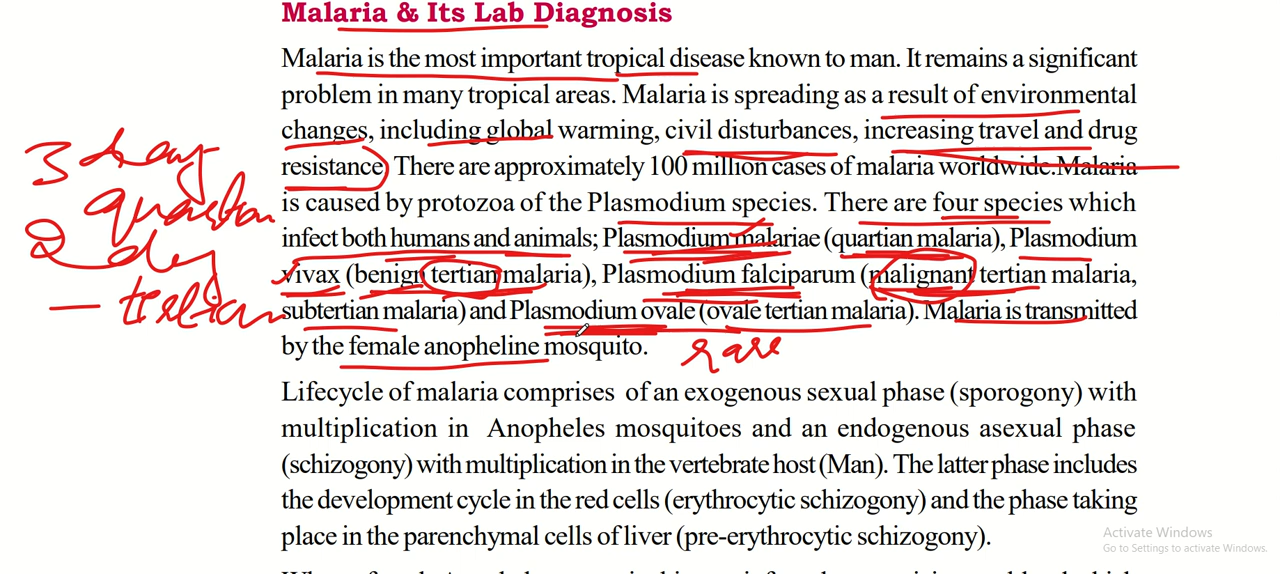 Malaria & Its Lab Diagnosis
Malaria is the most important tropical disease known to man. It remains a significant
problem in many tropical areas. Malaria is spreading as a result of environmental
changes, including global warming, civil disturbances, increasing travel and drug
resistance. There are approximately 100 million cases of malaria worldwide. Malaria
is caused by protozoa of the Plasmodium species. There are four species which
infect both humans and animals; Plasmodium malariae (quartian malaria), Plasmodium
vivax (benign tertian malaria), Plasmodium falciparum (malignant tertian malaria,
subtertian malaria) and Plasmodium ovale (ovale tertian malaria). Malaria is transmitted
by the female anopheline mosquito.
rare
3 day
2 day
Lifecycle of malaria comprises of an exogenous sexual phase (sporogony) with
multiplication in Anopheles mosquitoes and an endogenous asexual phase
(schizogony) with multiplication in the vertebrate host (Man). The latter phase includes
the development cycle in the red cells (erythrocytic schizogony) and the phase taking
place in the parenchymal cells of liver (pre-erythrocytic schizogony).
Activate Windows
Go to Settings to activate Windows.